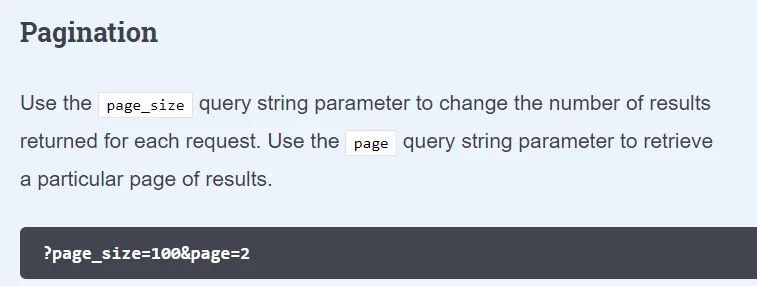 Pagination
Use the page_size query string parameter to change the number of results
returned for each request. Use the page query string parameter to retrieve
a particular page of results.
?page_size=100&page=2